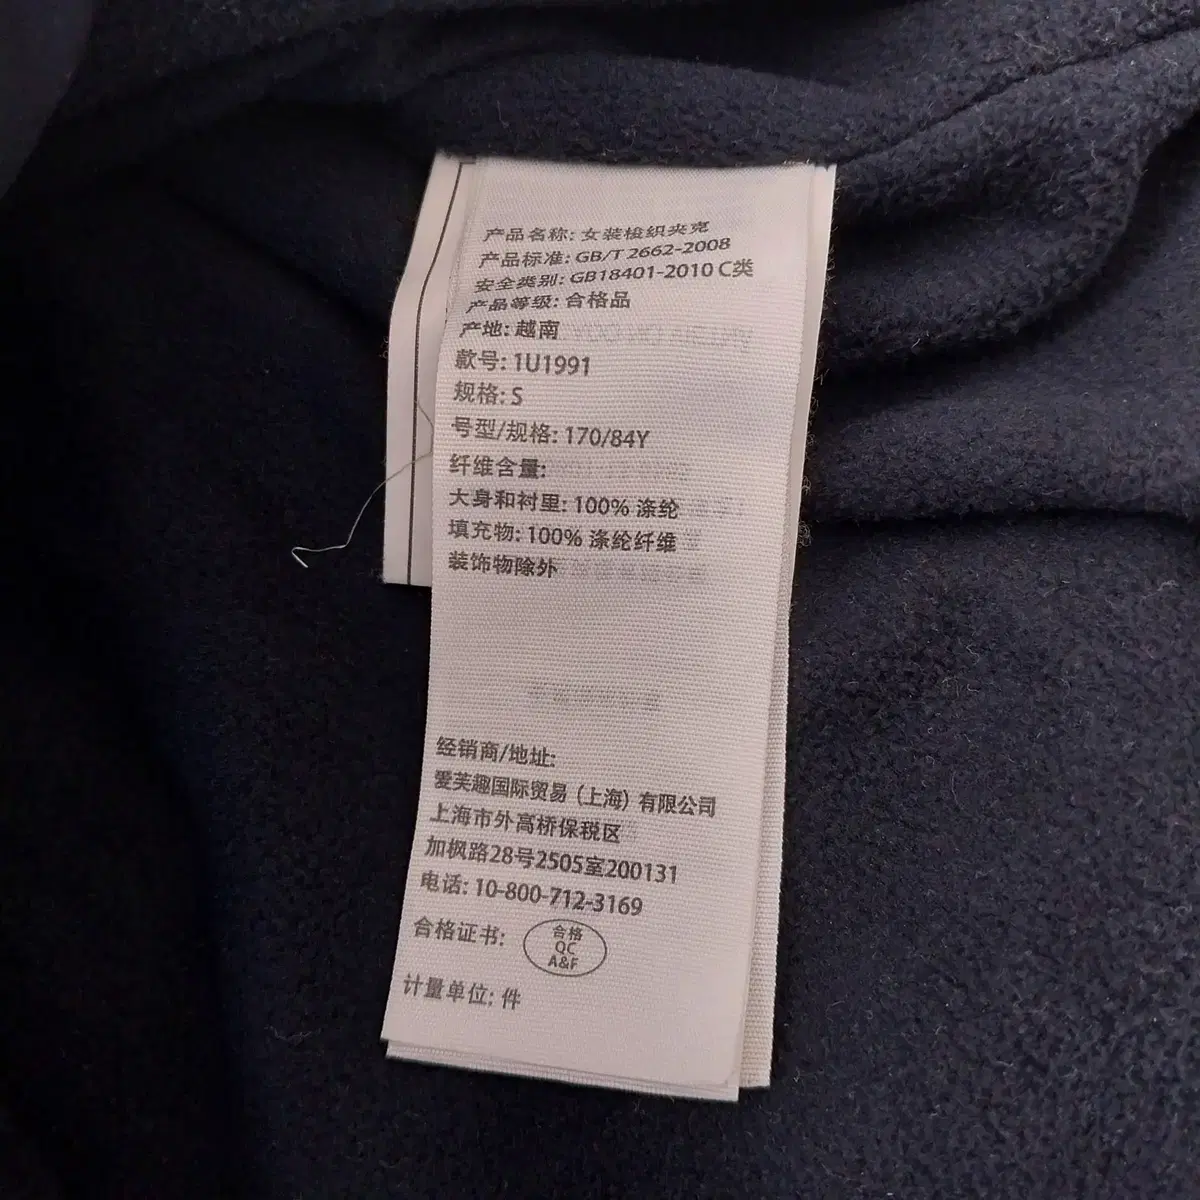 产品名称: 女装梭织夹克
产品标准: GB/T 2662-2008
安全类别: GB18401-2010 C类
产品等级: 合格品
产地: 越南
款号: 1U1991
规格: S
号型/规格: 170/84Y
纤维含量:
大身和衬里: 100% 涤纶
填充物: 100% 涤纶纤维
装饰物除外
经销商/地址:
爱芙趣国际贸易 (上海) 有限公司
上海市外高桥保税区
加枫路28号2505室200131
电话: 10-800-712-3169
合格证书:
合格
QC
A&F
计量单位: 件